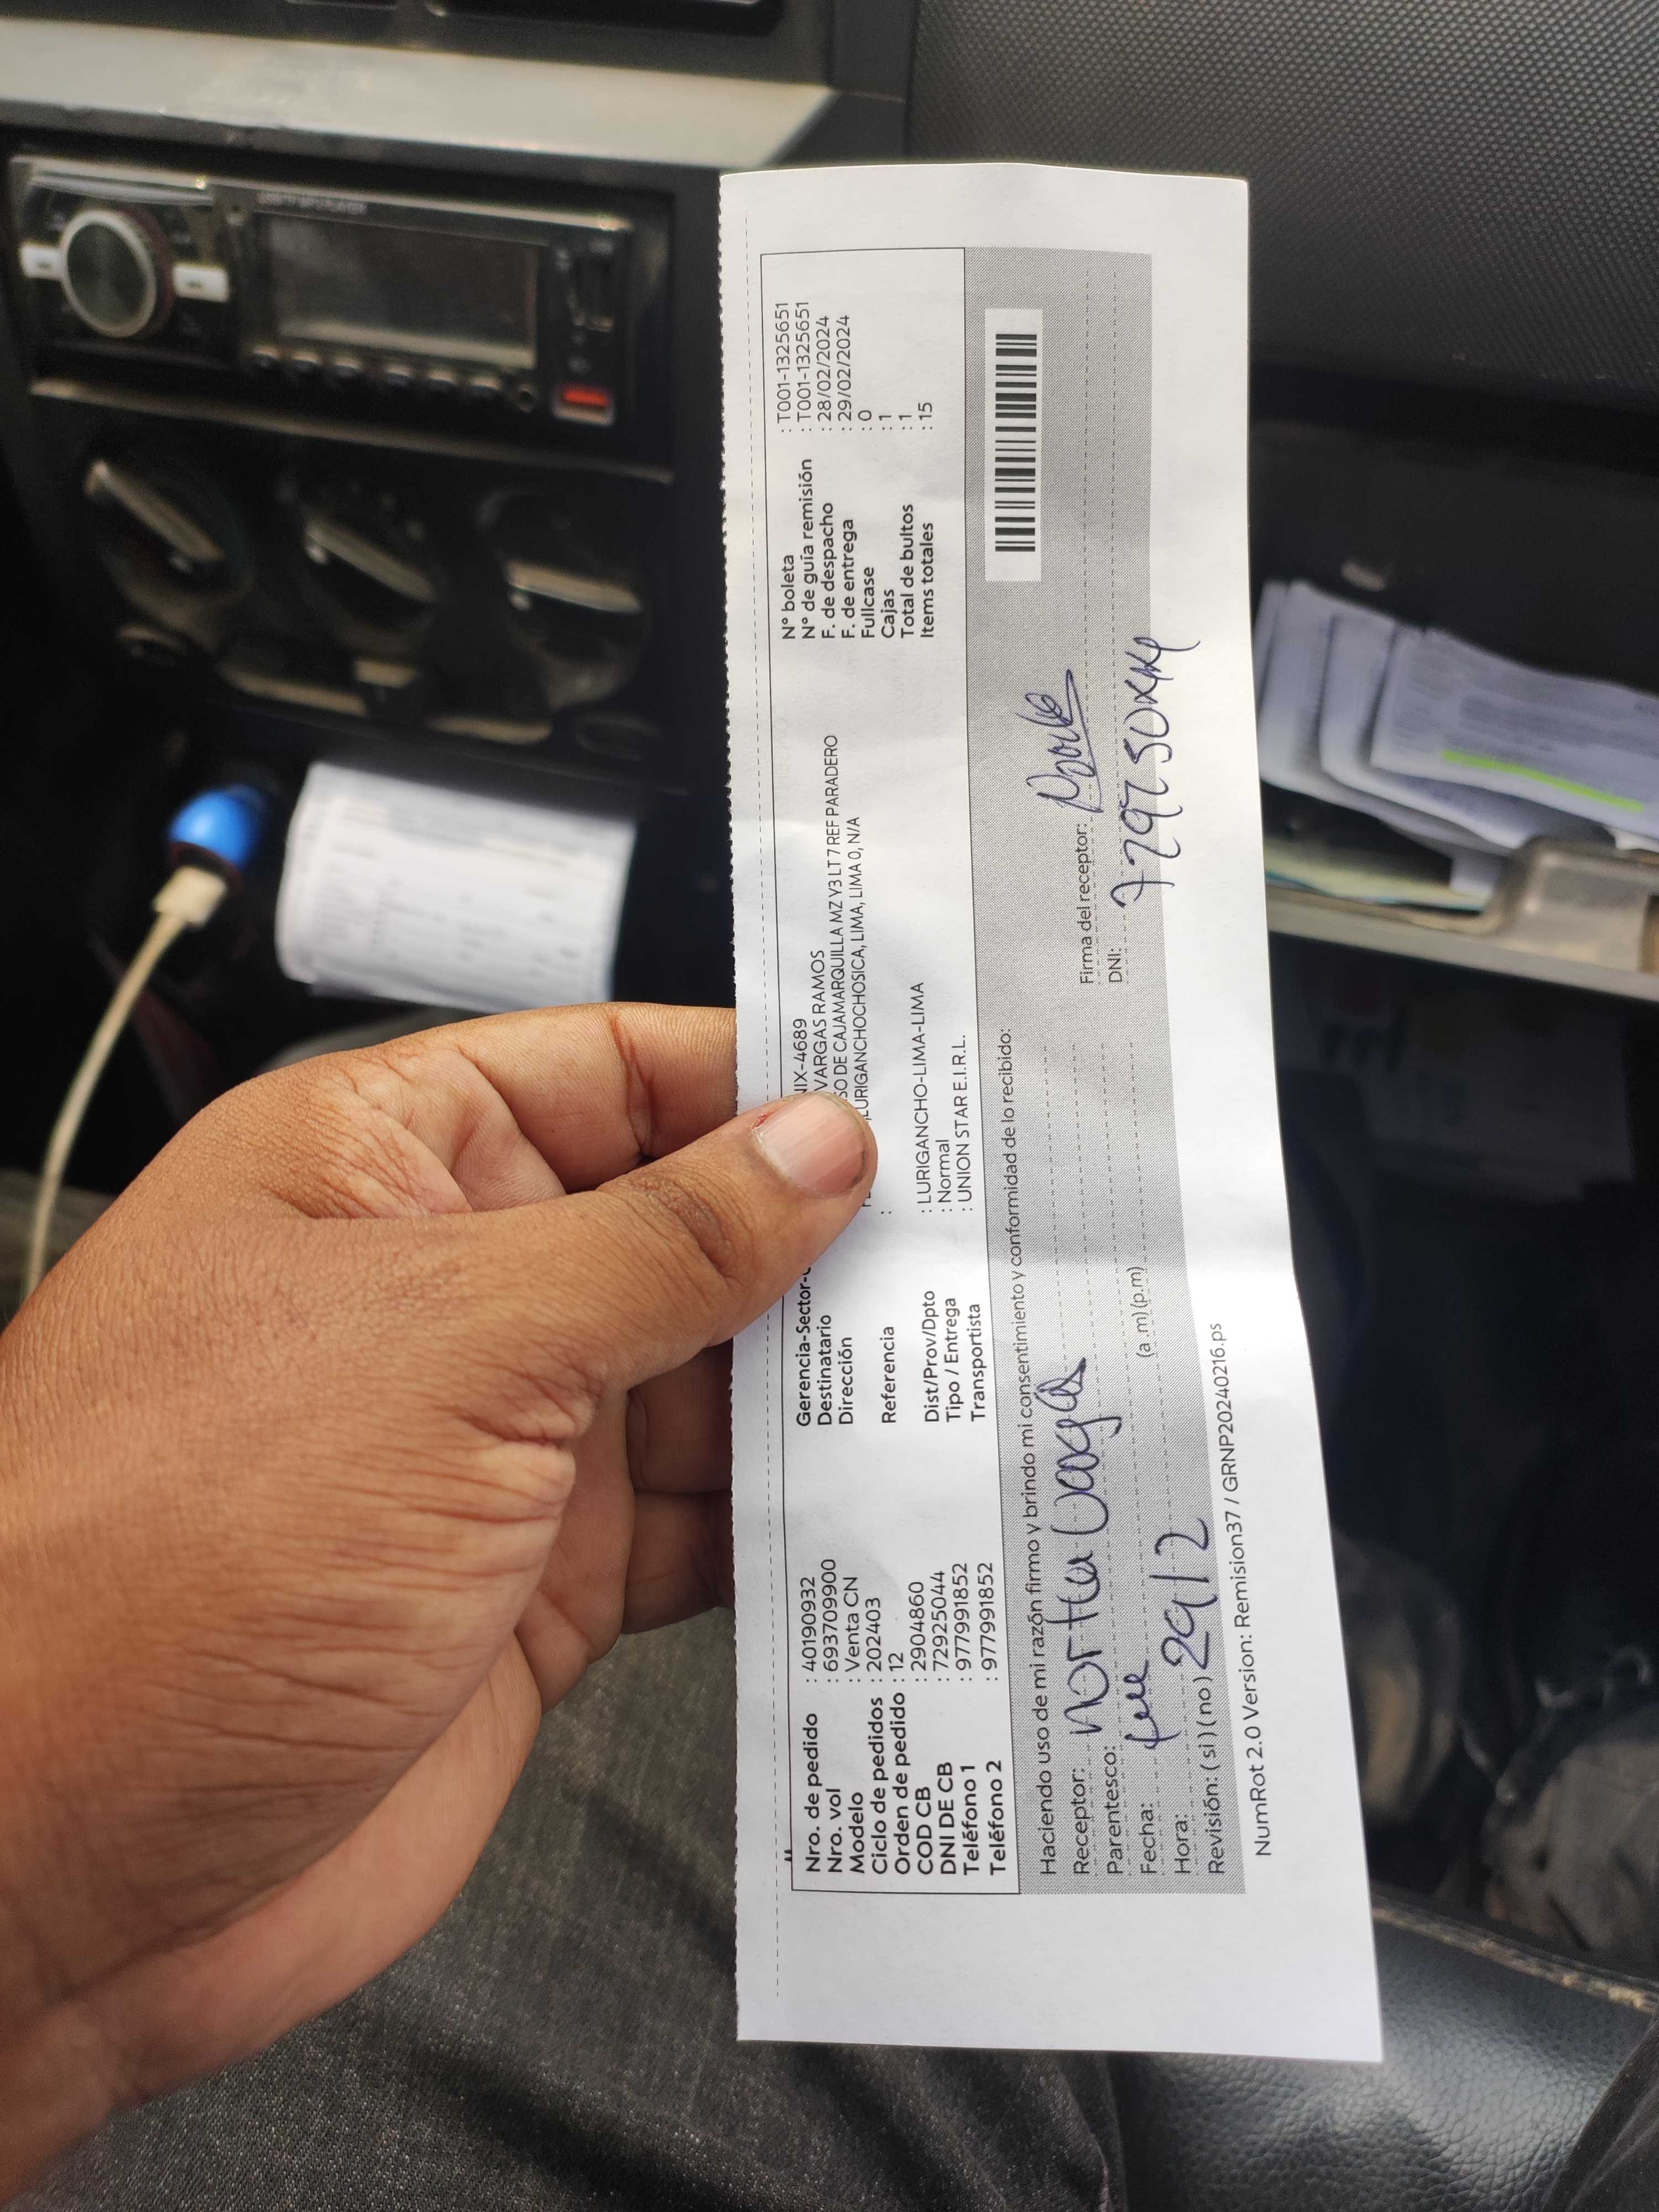 Nro. de pedido : 40190932
Nro. vol : 693709900
Modelo : Venta CN
Ciclo de pedidos : 202403
Orden de pedido : 12
COD CB : 2904860
DNI DE CB : 72925044
Teléfono 1 : 977991852
Teléfono 2 : 977991852
Gerencia-Sector- NIX-4689
Destinatario VARGAS RAMOS
Dirección SO DE CAJAMARQUILLA MZ Y3 LT 7 REF PARADERO
LURIGANCHOCHOSICA, LIMA, LIMA 0, N/A
Referencia :
Dist/Prov/Dpto : LURIGANCHO-LIMA-LIMA
Tipo / Entrega : Normal
Transportista : UNION STAR E.I.R.L.
N° boleta : T001-1325651
N° de guía remisión : T001-1325651
F. de despacho : 28/02/2024
F. de entrega : 29/02/2024
Fullcase : 0
Cajas : 1
Total de bultos : 1
Items totales : 15
Haciendo uso de mi razón firmo y brindo mi consentimiento y conformidad de lo recibido:
Receptor: Vargas
Parentesco:
Fecha: 29/2
Hora: (a.m)(p.m)
Revisión: (si)(no)
Firma del receptor:
DNI:
NumRot 2.0 Version: Remision37 / GRNP20240216.ps